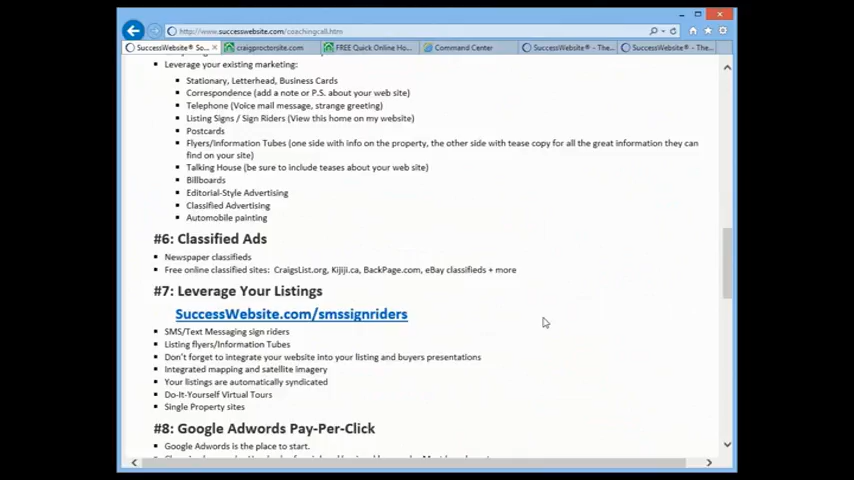 http://www.successwebsite.com/coachingcall.htm
SuccessWebsite® So...
craigproctorsite.com
FREE Quick Online Ho...
Command Center
SuccessWebsite® - The...
SuccessWebsite® - The...
Leverage your existing marketing:
Stationary, Letterhead, Business Cards
Correspondence (add a note or P.S. about your web site)
Telephone (Voice mail message, strange greeting)
Listing Signs / Sign Riders (View this home on my website)
Postcards
Flyers/Information Tubes (one side with info on the property, the other side with tease copy for all the great information they can
find on your site)
Talking House (be sure to include teases about your web site)
Billboards
Editorial-Style Advertising
Classified Advertising
Automobile painting
#6: Classified Ads
Newspaper classifieds
Free online classified sites: CraigsList.org, Kijiji.ca, BackPage.com, eBay classifieds + more
#7: Leverage Your Listings
SuccessWebsite.com/smssignriders
SMS/Text Messaging sign riders
Listing flyers/Information Tubes
Don't forget to integrate your website into your listing and buyers presentations
Integrated mapping and satellite imagery
Your listings are automatically syndicated
Do-It-Yourself Virtual Tours
Single Property sites
#8: Google Adwords Pay-Per-Click
Google Adwords is the place to start.